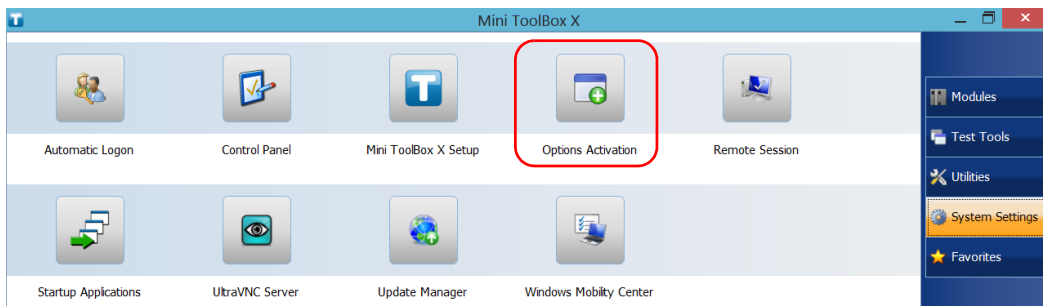 Mini ToolBox X
Automatic Logon
Control Panel
Mini ToolBox X Setup
Options Activation
Remote Session
Startup Applications
UltraVNC Server
Update Manager
Windows Mobility Center
Modules
Test Tools
Utilities
System Settings
Favorites